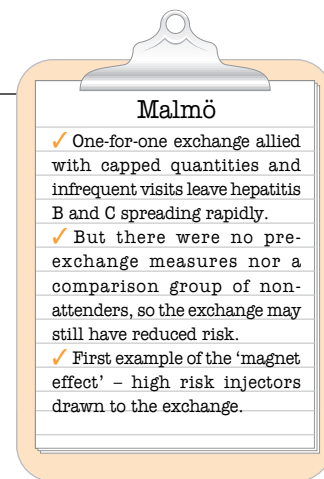 Malmö
✓ One-for-one exchange allied
with capped quantities and
infrequent visits leave hepatitis
B and C spreading rapidly.
✓ But there were no pre-
exchange measures nor a
comparison group of non-
attenders, so the exchange may
still have reduced risk.
✓ First example of the ‘magnet
effect’ – high risk injectors
drawn to the exchange.